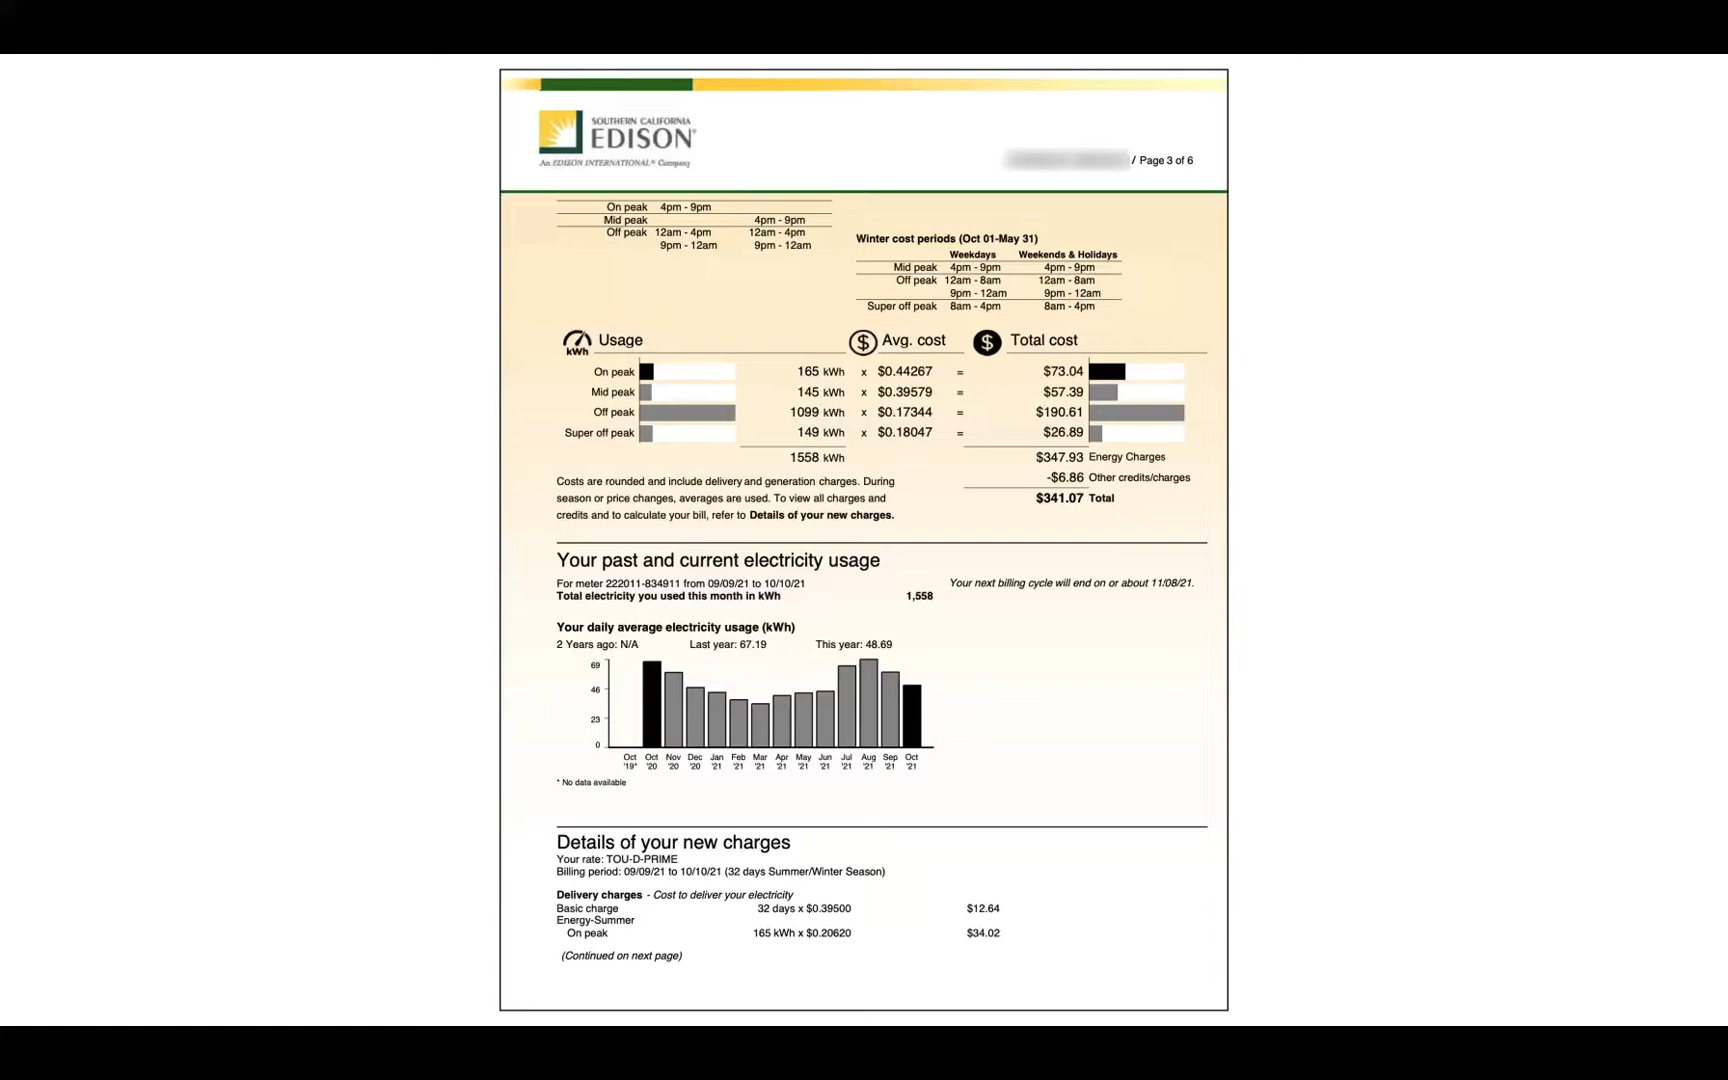 SOUTHERN CALIFORNIA
EDISON®
An EDISON INTERNATIONAL® Company
/ Page 3 of 6
On peak 4pm - 9pm
Mid peak 4pm - 9pm
Off peak 12am - 4pm 12am - 4pm
9pm - 12am 9pm - 12am
Winter cost periods (Oct 01-May 31)
Weekdays Weekends & Holidays
Mid peak 4pm - 9pm 4pm - 9pm
Off peak 12am - 8am 12am - 8am
9pm - 12am 9pm - 12am
Super off peak 8am - 4pm 8am - 4pm
kWh Usage $ Avg. cost $ Total cost
On peak 165 kWh x $0.44267 = $73.04
Mid peak 145 kWh x $0.39579 = $57.39
Off peak 1099 kWh x $0.17344 = $190.61
Super off peak 149 kWh x $0.18047 = $26.89
1558 kWh $347.93 Energy Charges
-$6.86 Other credits/charges
$341.07 Total
Costs are rounded and include delivery and generation charges. During
season or price changes, averages are used. To view all charges and
credits and to calculate your bill, refer to Details of your new charges.
Your past and current electricity usage
For meter 222011-834911 from 09/09/21 to 10/10/21 Your next billing cycle will end on or about 11/08/21.
Total electricity you used this month in kWh 1,558
Your daily average electricity usage (kWh)
2 Years ago: N/A Last year: 67.19 This year: 48.69
69
46
23
0
Oct Oct Nov Dec Jan Feb Mar Apr May Jun Jul Aug Sep Oct
'19* '20 '20 '20 '21 '21 '21 '21 '21 '21 '21 '21 '21 '21
* No data available
Details of your new charges
Your rate: TOU-D-PRIME
Billing period: 09/09/21 to 10/10/21 (32 days Summer/Winter Season)
Delivery charges - Cost to deliver your electricity
Basic charge 32 days x $0.39500 $12.64
Energy-Summer
On peak 165 kWh x $0.20620 $34.02
(Continued on next page)